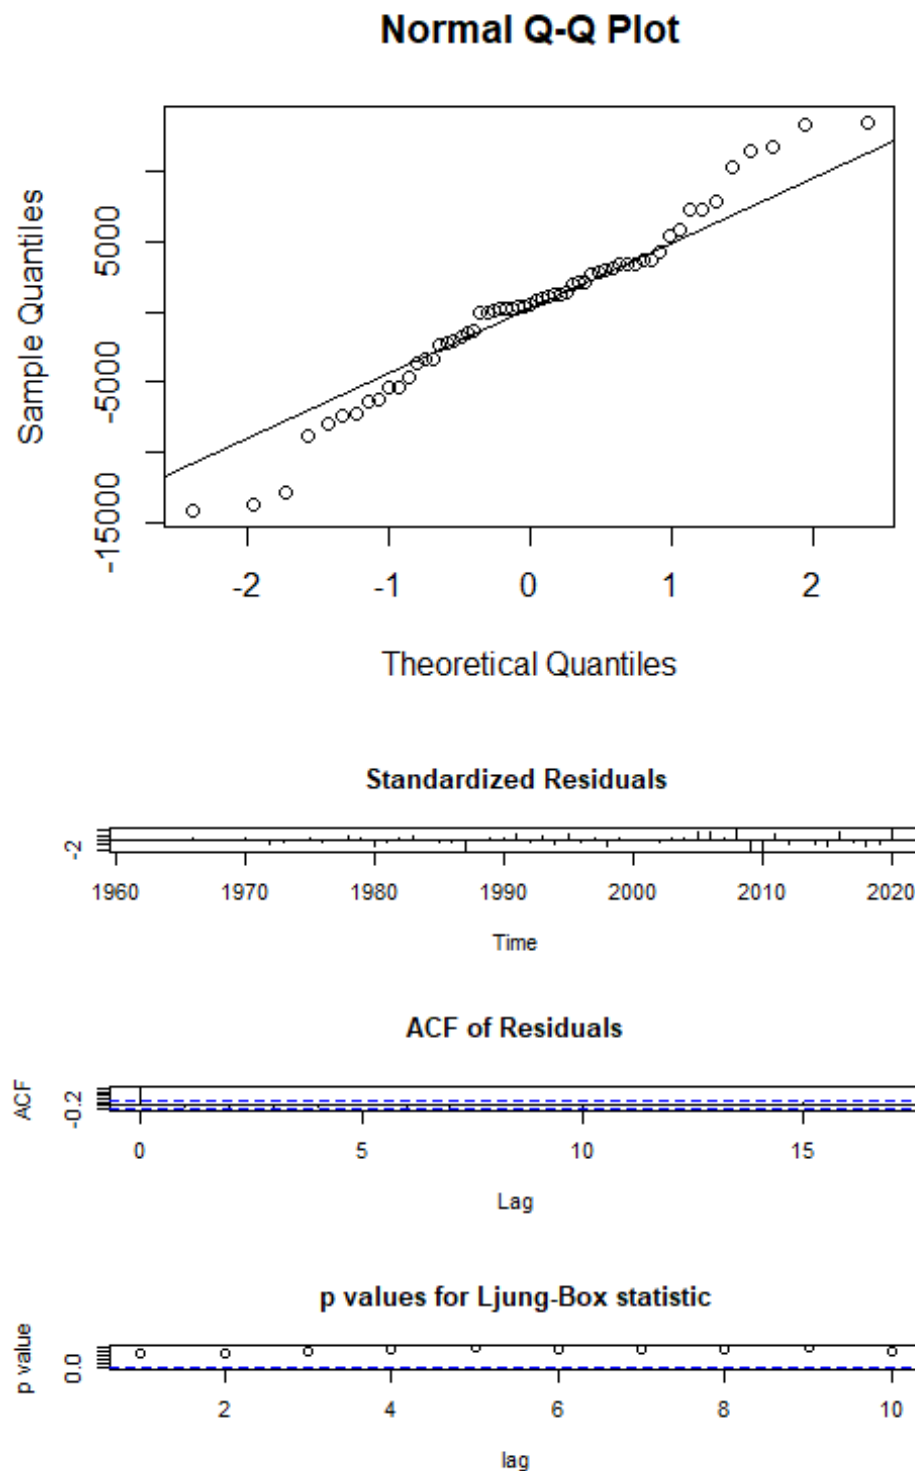 Normal Q-Q Plot
Sample Quantiles
5000
-5000
-15000
-2 -1 0 1 2
Theoretical Quantiles
Standardized Residuals
-2
1960 1970 1980 1990 2000 2010 2020
Time
ACF of Residuals
ACF
-0.2
0 5 10 15
Lag
p values for Ljung-Box statistic
p value
0.0
2 4 6 8 10
lag